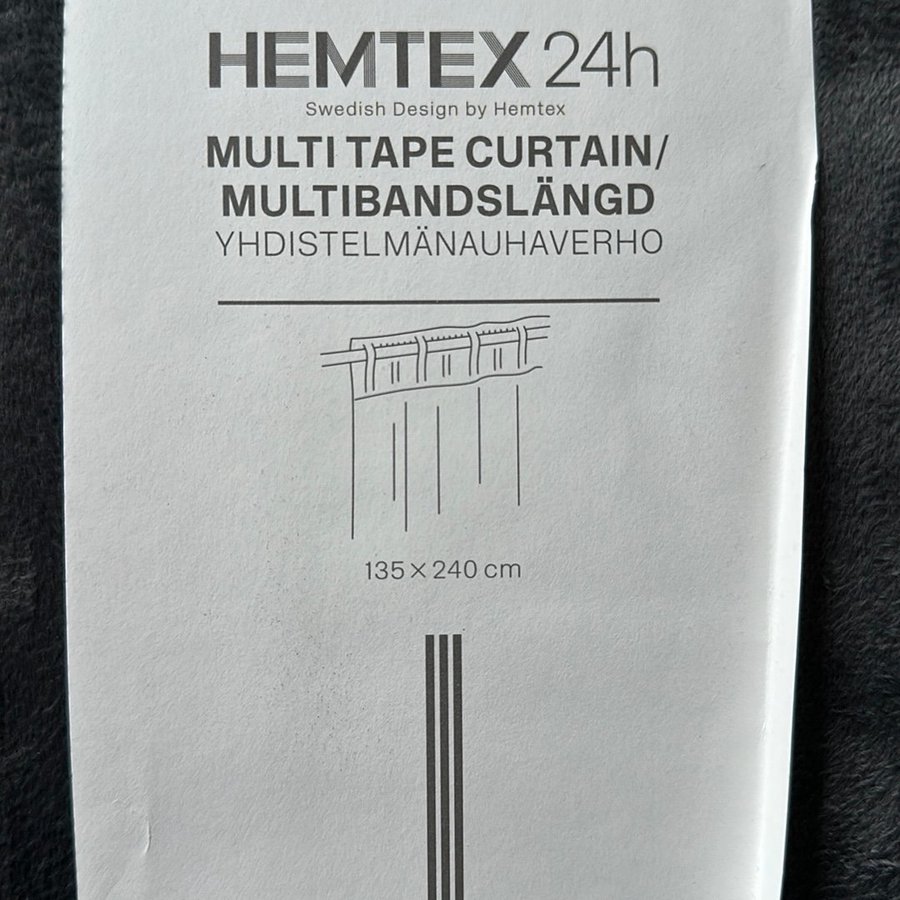 HEMTEX 24h
Swedish Design by Hemtex
MULTI TAPE CURTAIN/
MULTIBANDSLÄNGD
YHDISTELMÄNAUHAVERHO
135×240 cm